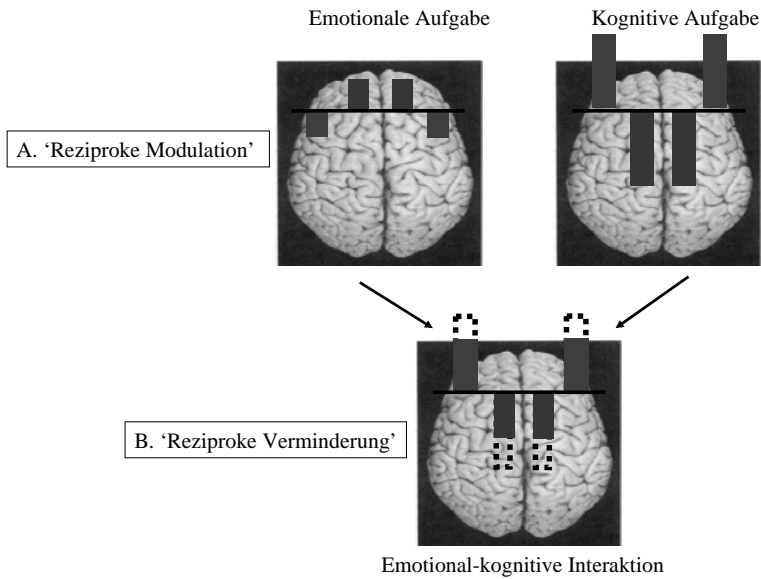 Emotionale Aufgabe
Kognitive Aufgabe
A. ‘Reziproke Modulation’
B. ‘Reziproke Verminderung’
Emotional-kognitive Interaktion